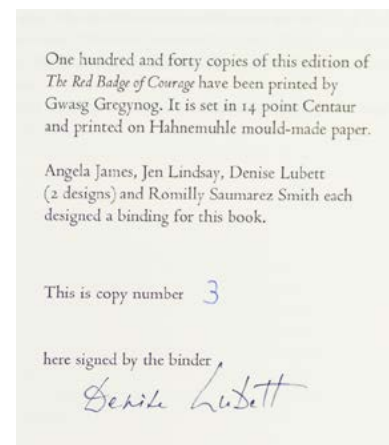 One hundred and forty copies of this edition of
The Red Badge of Courage have been printed by
Gwasg Gregynog. It is set in 14 point Centaur
and printed on Hahnemuhle mould-made paper.
Angela James, Jen Lindsay, Denise Lubett
(2 designs) and Romilly Saumarez Smith each
designed a binding for this book.
This is copy number 3
here signed by the binder
Denise Lubett